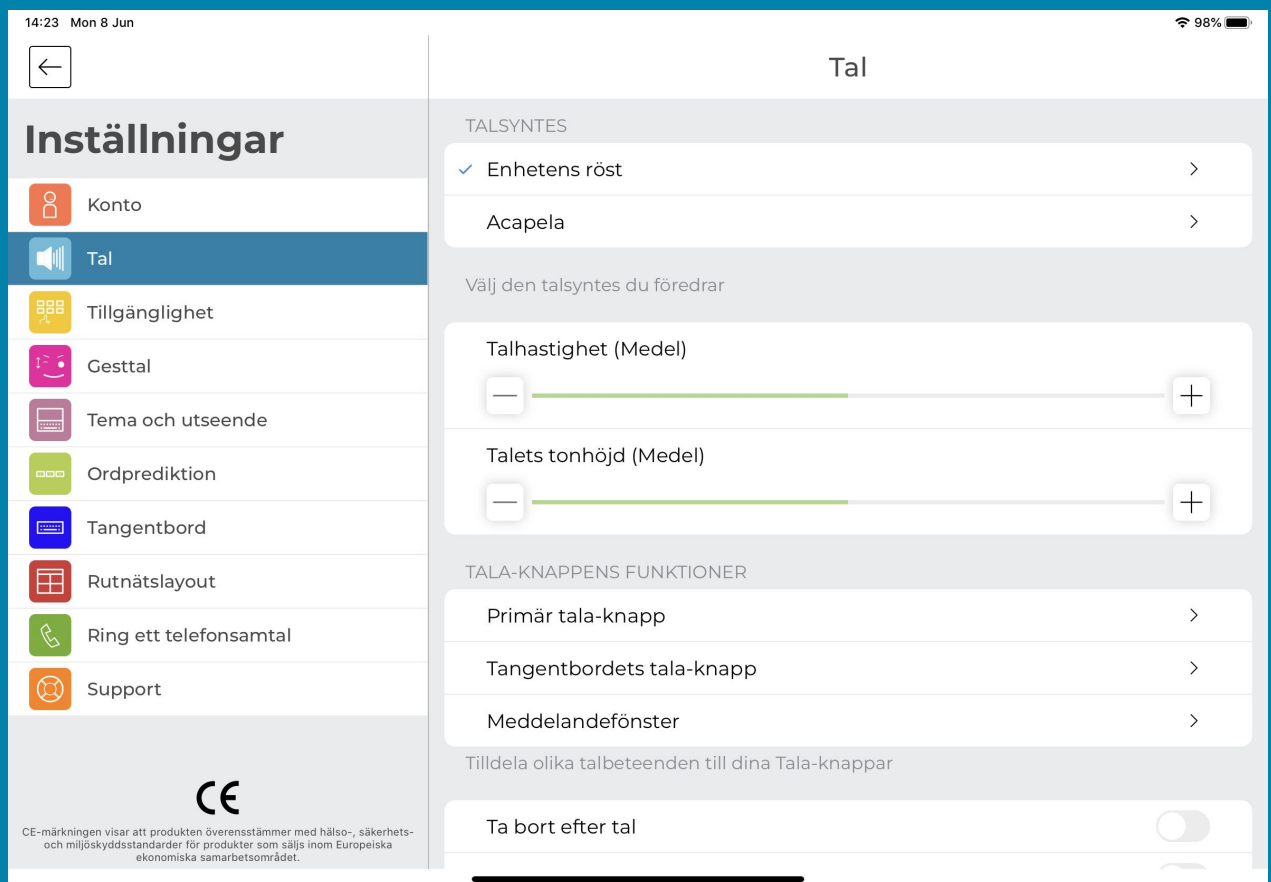 14:23 Mon 8 Jun
98%
Tal
Inställningar
Konto
Tal
Tillgänglighet
Gesttal
Tema och utseende
Ordprediktion
Tangentbord
Rutnätslayout
Ring ett telefonsamtal
Support
CE
CE-märkningen visar att produkten överensstämmer med hälso-, säkerhets-
och miljöskyddsstandarder för produkter som säljs inom Europeiska
ekonomiska samarbetsområdet.
TALSYNTES
Enhetens röst
Acapela
Välj den talsyntes du föredrar
Talhastighet (Medel)
Talets tonhöjd (Medel)
TALA-KNAPPENS FUNKTIONER
Primär tala-knapp
Tangentbordets tala-knapp
Meddelandefönster
Tilldela olika talbeteenden till dina Tala-knappar
Ta bort efter tal